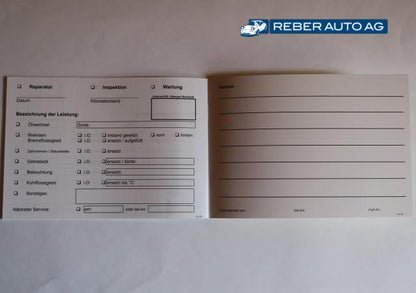 REBER AUTO AG
Reparatur Inspektion Wartung
Datum Kilometerstand
Bezeichnung der Leistung:
Ölwechsel Sorte:
Bremsen i.O. instand gesetzt vorn hinten
Bremsflüssigkeit i.O. ersetzt / aufgefüllt
Zahnriemen / Steuerkette ersetzt
Getriebeöl i.O. ersetzt / Sorte:
Beleuchtung i.O. ersetzt
Kühlflüssigkeit i.O. ersetzt bis °C:
Sonstiges:
Nächster Service: am: oder bei km:
Notizen: